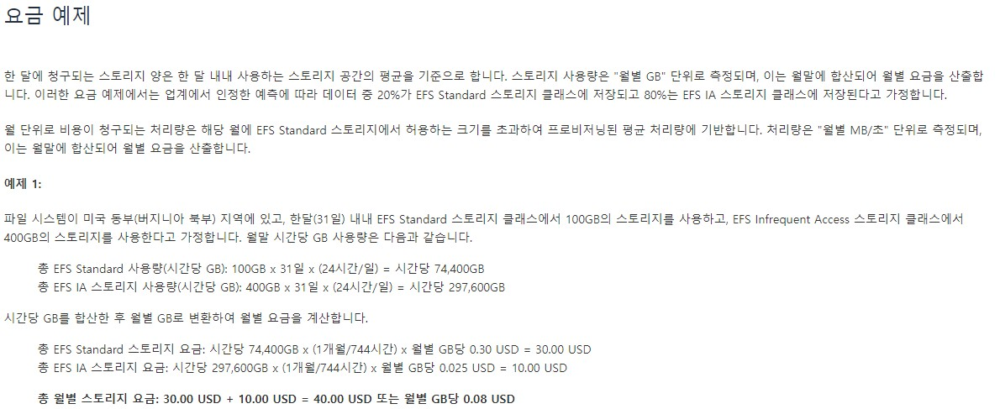 요금 예제
한 달에 청구되는 스토리지 양은 한 달 내내 사용하는 스토리지 공간의 평균을 기준으로 합니다. 스토리지 사용량은 "월별 GB" 단위로 측정되며, 이는 월말에 합산되어 월별 요금을 산출합
니다. 이러한 요금 예제에서는 업계에서 인정한 예측에 따라 데이터 중 20%가 EFS Standard 스토리지 클래스에 저장되고 80%는 EFS IA 스토리지 클래스에 저장된다고 가정합니다.
월 단위로 비용이 청구되는 처리량은 해당 월에 EFS Standard 스토리지에서 허용하는 크기를 초과하여 프로비저닝된 평균 처리량에 기반합니다. 처리량은 "월별 MB/초" 단위로 측정되며,
이는 월말에 합산되어 월별 요금을 산출합니다.
예제 1:
파일 시스템이 미국 동부(버지니아 북부) 지역에 있고, 한달(31일) 내내 EFS Standard 스토리지 클래스에서 100GB의 스토리지를 사용하고, EFS Infrequent Access 스토리지 클래스에서
400GB의 스토리지를 사용한다고 가정합니다. 월말 시간당 GB 사용량은 다음과 같습니다.
총 EFS Standard 사용량(시간당 GB): 100GB x 31일 x (24시간/일) = 시간당 74,400GB
총 EFS IA 스토리지 사용량(시간당 GB): 400GB x 31일 x (24시간/일) = 시간당 297,600GB
시간당 GB를 합산한 후 월별 GB로 변환하여 월별 요금을 계산합니다.
총 EFS Standard 스토리지 요금: 시간당 74,400GB x (1개월/744시간) x 월별 GB당 0.30 USD = 30.00 USD
총 EFS IA 스토리지 요금: 시간당 297,600GB x (1개월/744시간) x 월별 GB당 0.025 USD = 10.00 USD
총 월별 스토리지 요금: 30.00 USD + 10.00 USD = 40.00 USD 또는 월별 GB당 0.08 USD